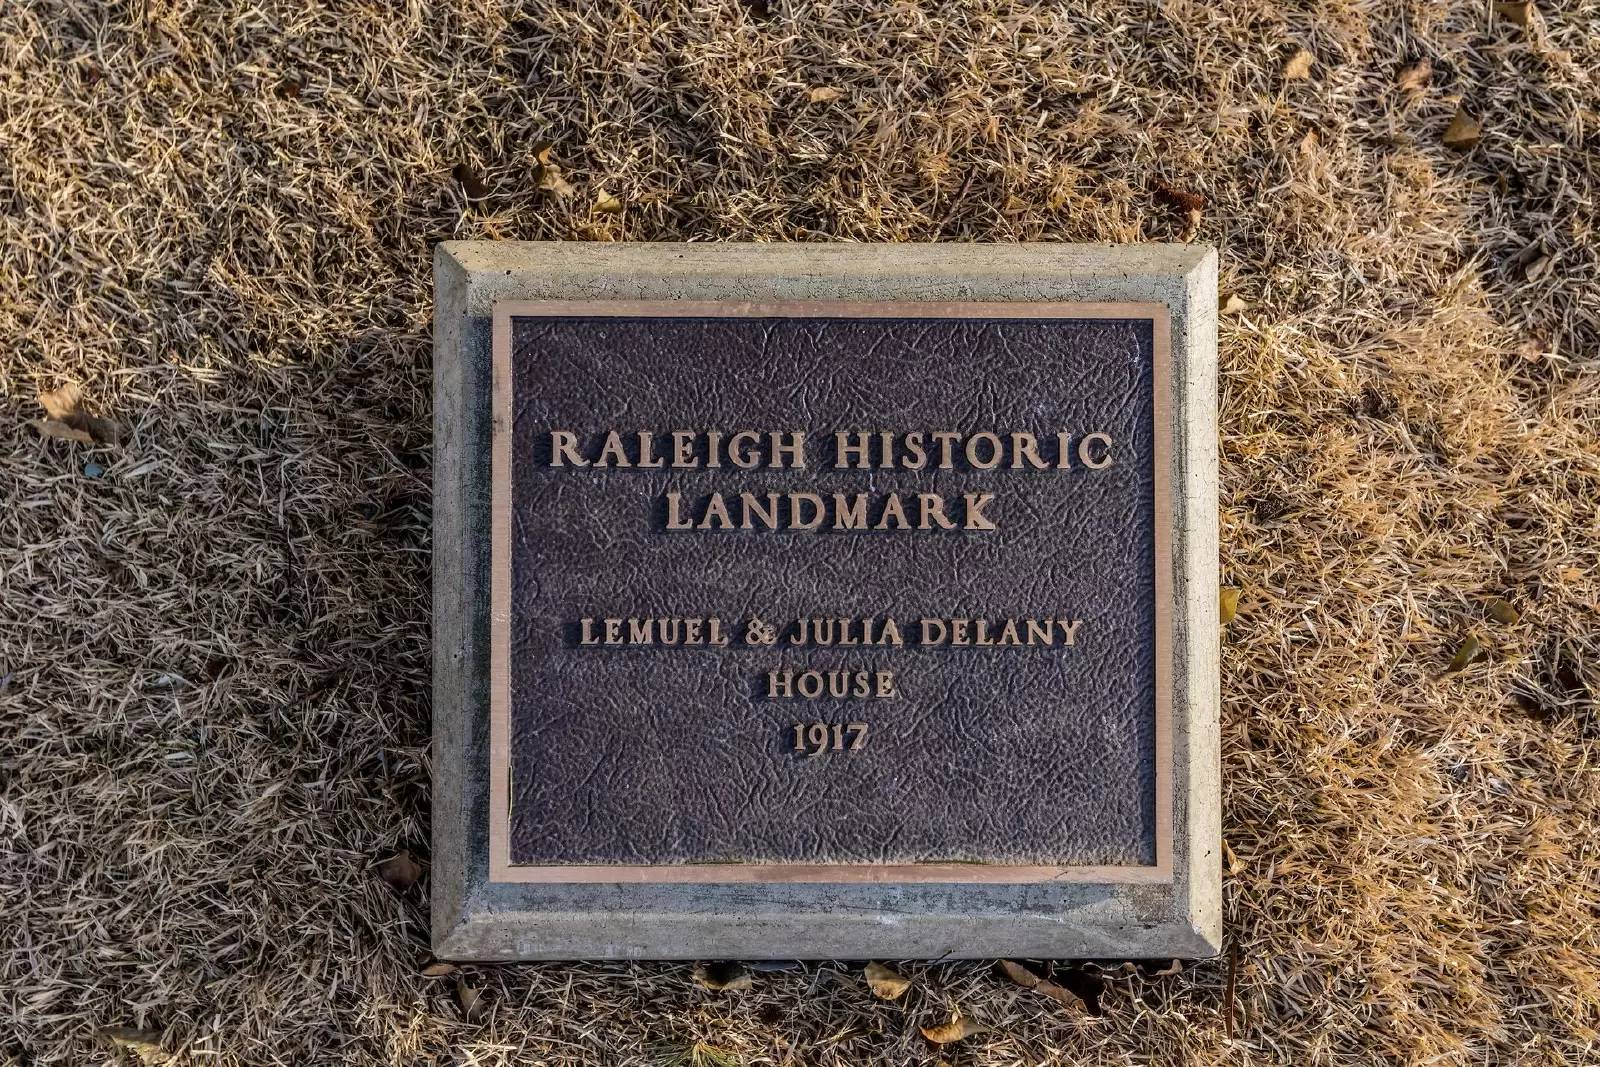 RALEIGH HISTORIC
LANDMARK
LEMUEL & JULIA DELANY
HOUSE
1917